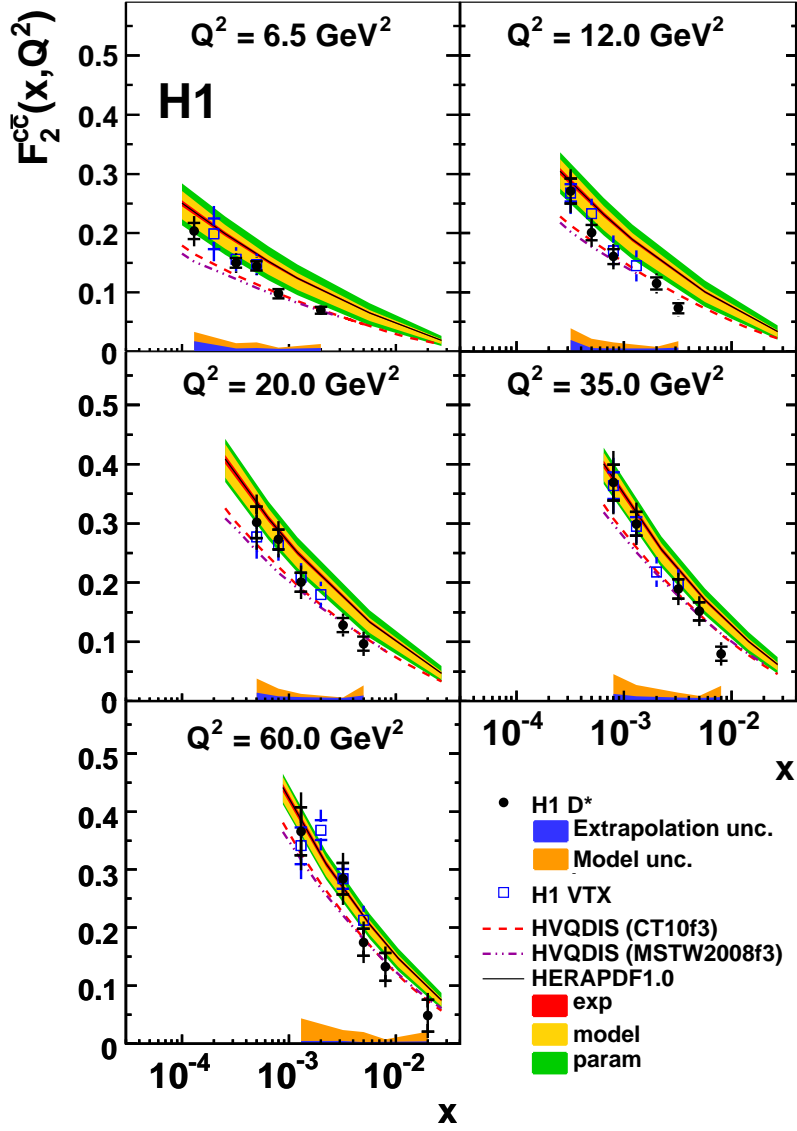 F₂^cc̄(x,Q²)
Q² = 6.5 GeV²
Q² = 12.0 GeV²
H1
0.5
0.4
0.3
0.2
0.1
0
Q² = 20.0 GeV²
Q² = 35.0 GeV²
0.5
0.4
0.3
0.2
0.1
0
10⁻⁴ 10⁻³ 10⁻²
x
Q² = 60.0 GeV²
0.5
0.4
0.3
0.2
0.1
0
10⁻⁴ 10⁻³ 10⁻²
x
H1 D*
Extrapolation unc.
Model unc.
H1 VTX
HVQDIS (CT10f3)
HVQDIS (MSTW2008f3)
HERAPDF1.0
exp
model
param